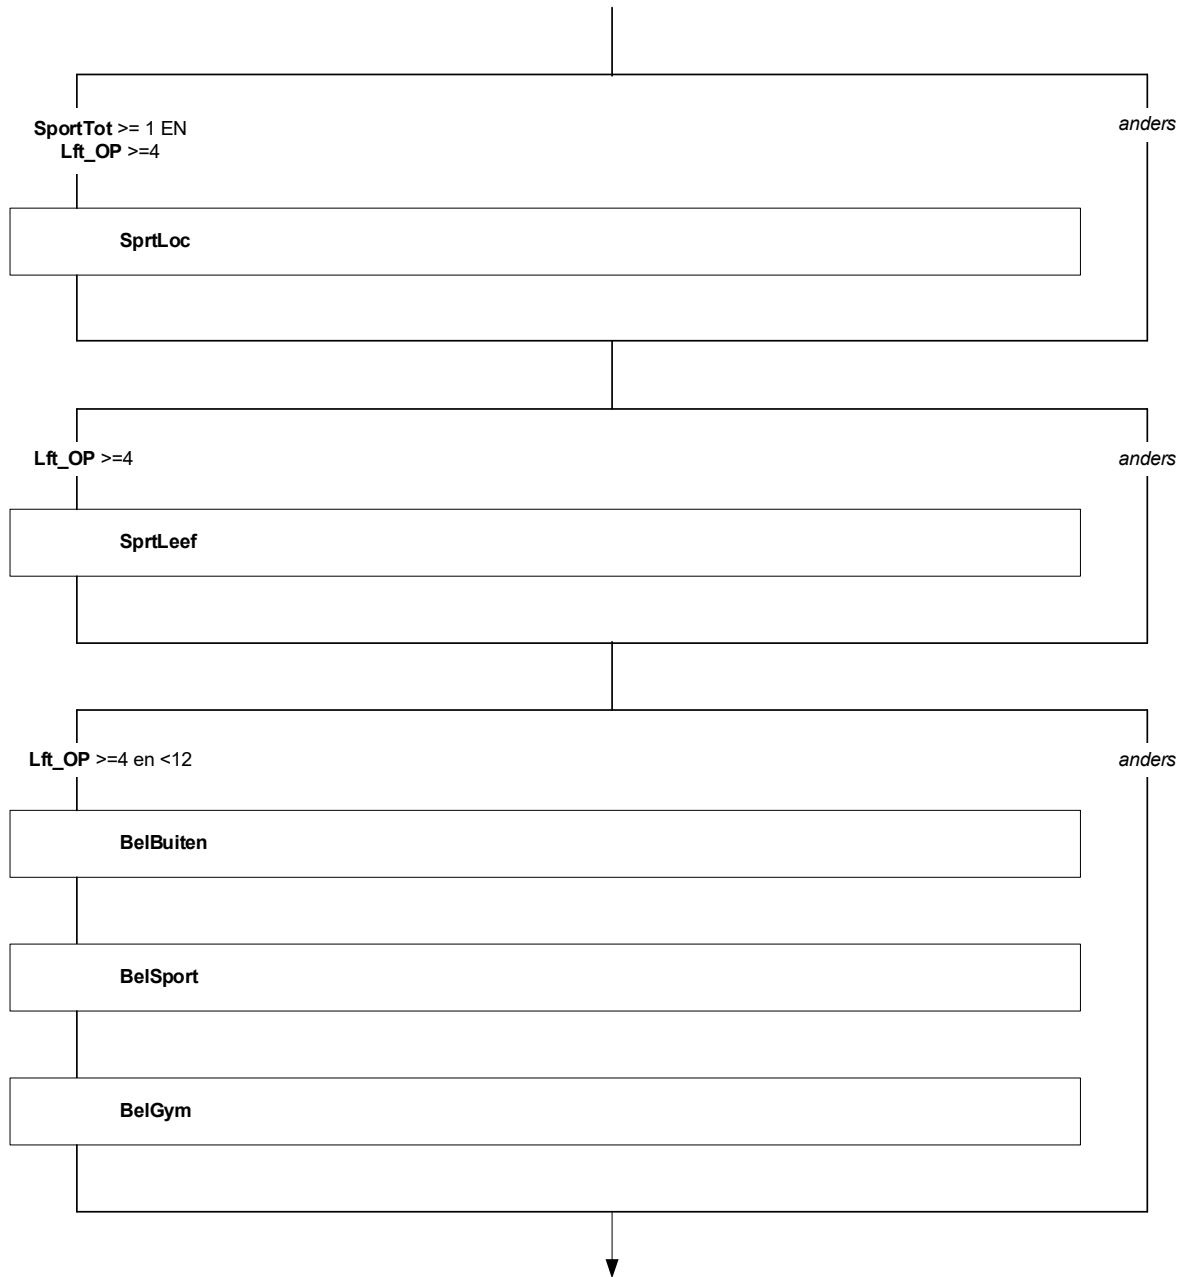 SportTot >= 1 EN
anders
Lft_OP >=4
SprtLoc
Lft_OP >=4
anders
SprtLeef
Lft_OP >=4 en <12
anders
BelBuiten
BelSport
BelGym